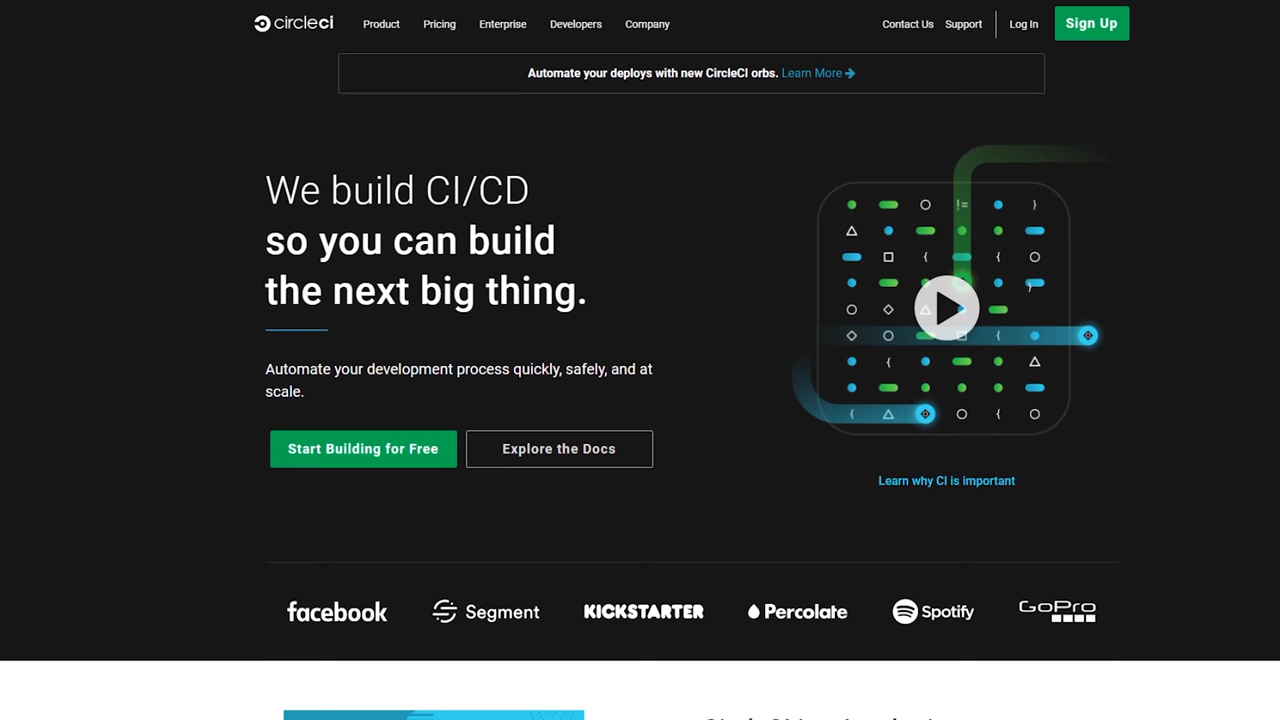 circleci Product Pricing Enterprise Developers Company Contact Us Support Log In Sign Up
Automate your deploys with new CircleCI orbs. Learn More
We build CI/CD
so you can build
the next big thing.
Automate your development process quickly, safely, and at
scale.
Start Building for Free Explore the Docs
Learn why CI is important
facebook Segment KICKSTARTER Percolate Spotify GoPro